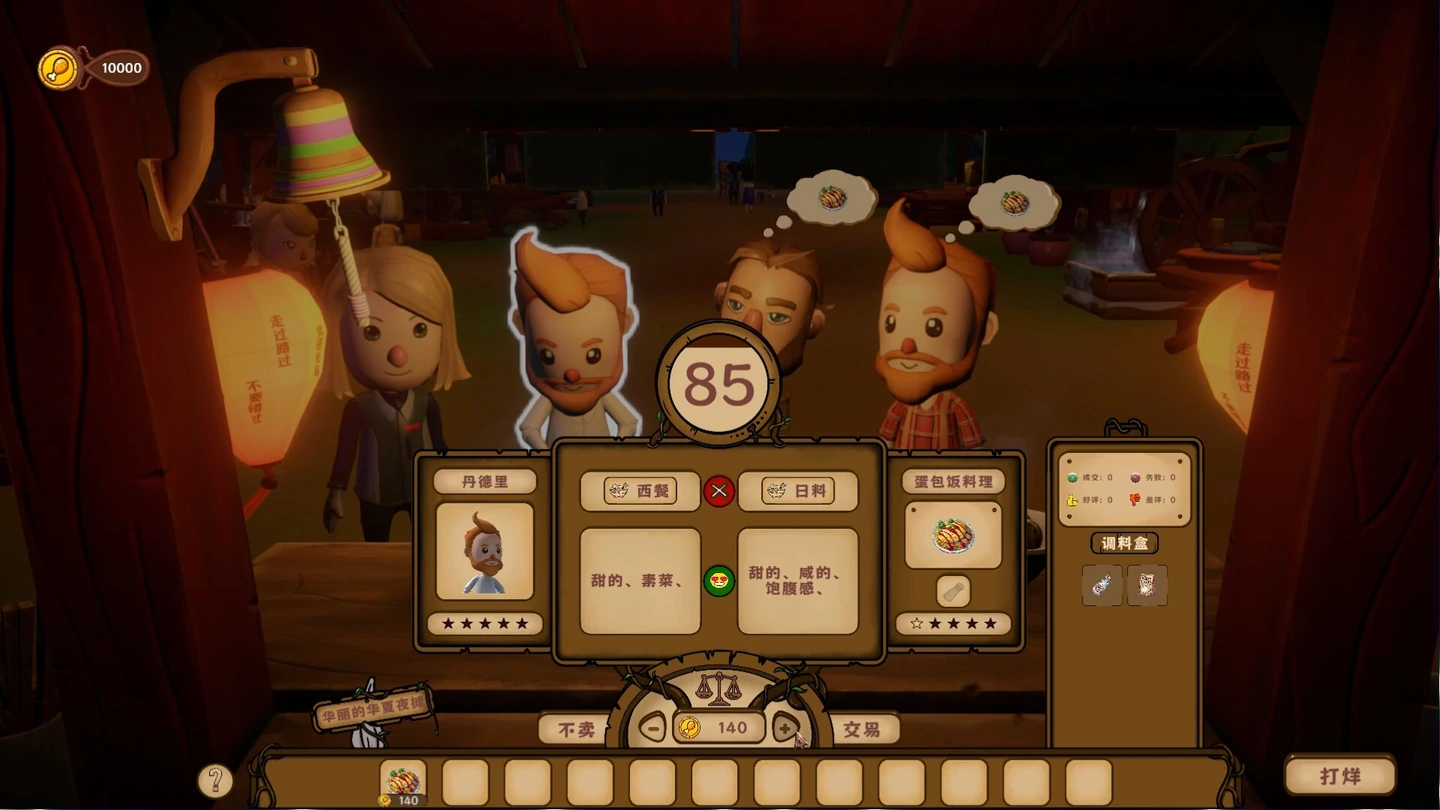 10000
走过路过
不要错过
走过路过
85
丹德里
西餐
日料
蛋包饭料理
甜的、素菜、
甜的、咸的、
饱腹感、
成交：0
失败：0
好评：0
差评：0
调料盒
华丽的华夏夜摊
不卖
140
交易
140
打烊
?